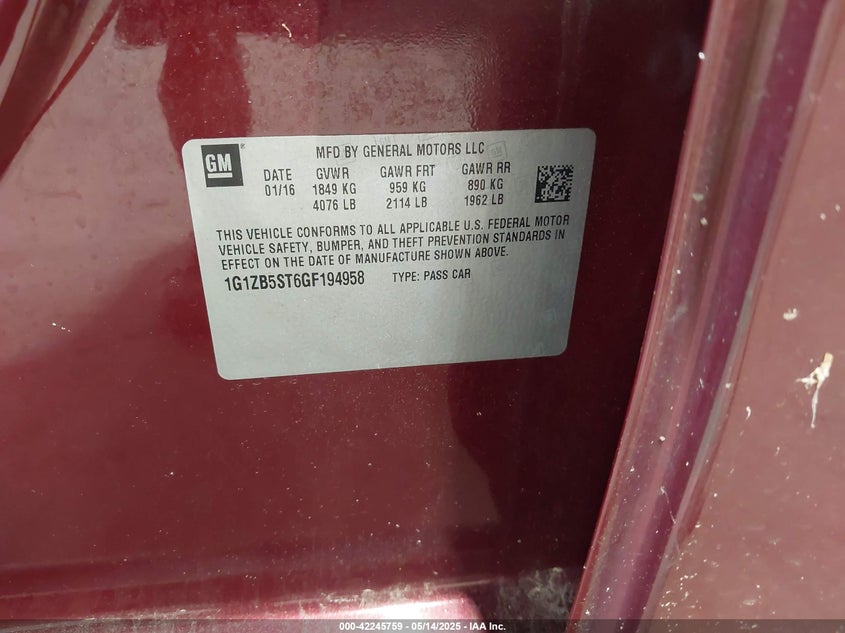 GM
MFD BY GENERAL MOTORS LLC
DATE GVWR GAWR FRT GAWR RR
01/16 1849 KG 959 KG 890 KG
4076 LB 2114 LB 1962 LB
THIS VEHICLE CONFORMS TO ALL APPLICABLE U.S. FEDERAL MOTOR
VEHICLE SAFETY, BUMPER, AND THEFT PREVENTION STANDARDS IN
EFFECT ON THE DATE OF MANUFACTURE SHOWN ABOVE.
1G1ZB5ST6GF194958 TYPE: PASS CAR
000-42245759 - 05/14/2025 - IAA Inc.